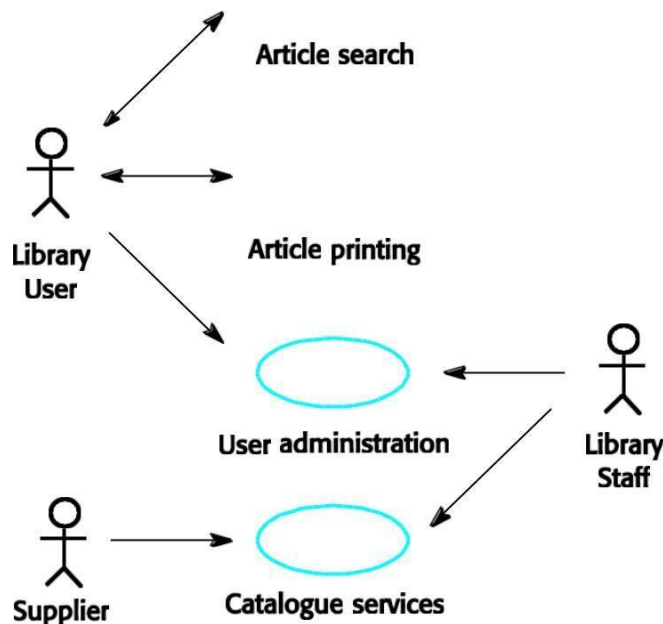 Article search
Library
User
Article printing
User administration
Library
Staff
Supplier
Catalogue services